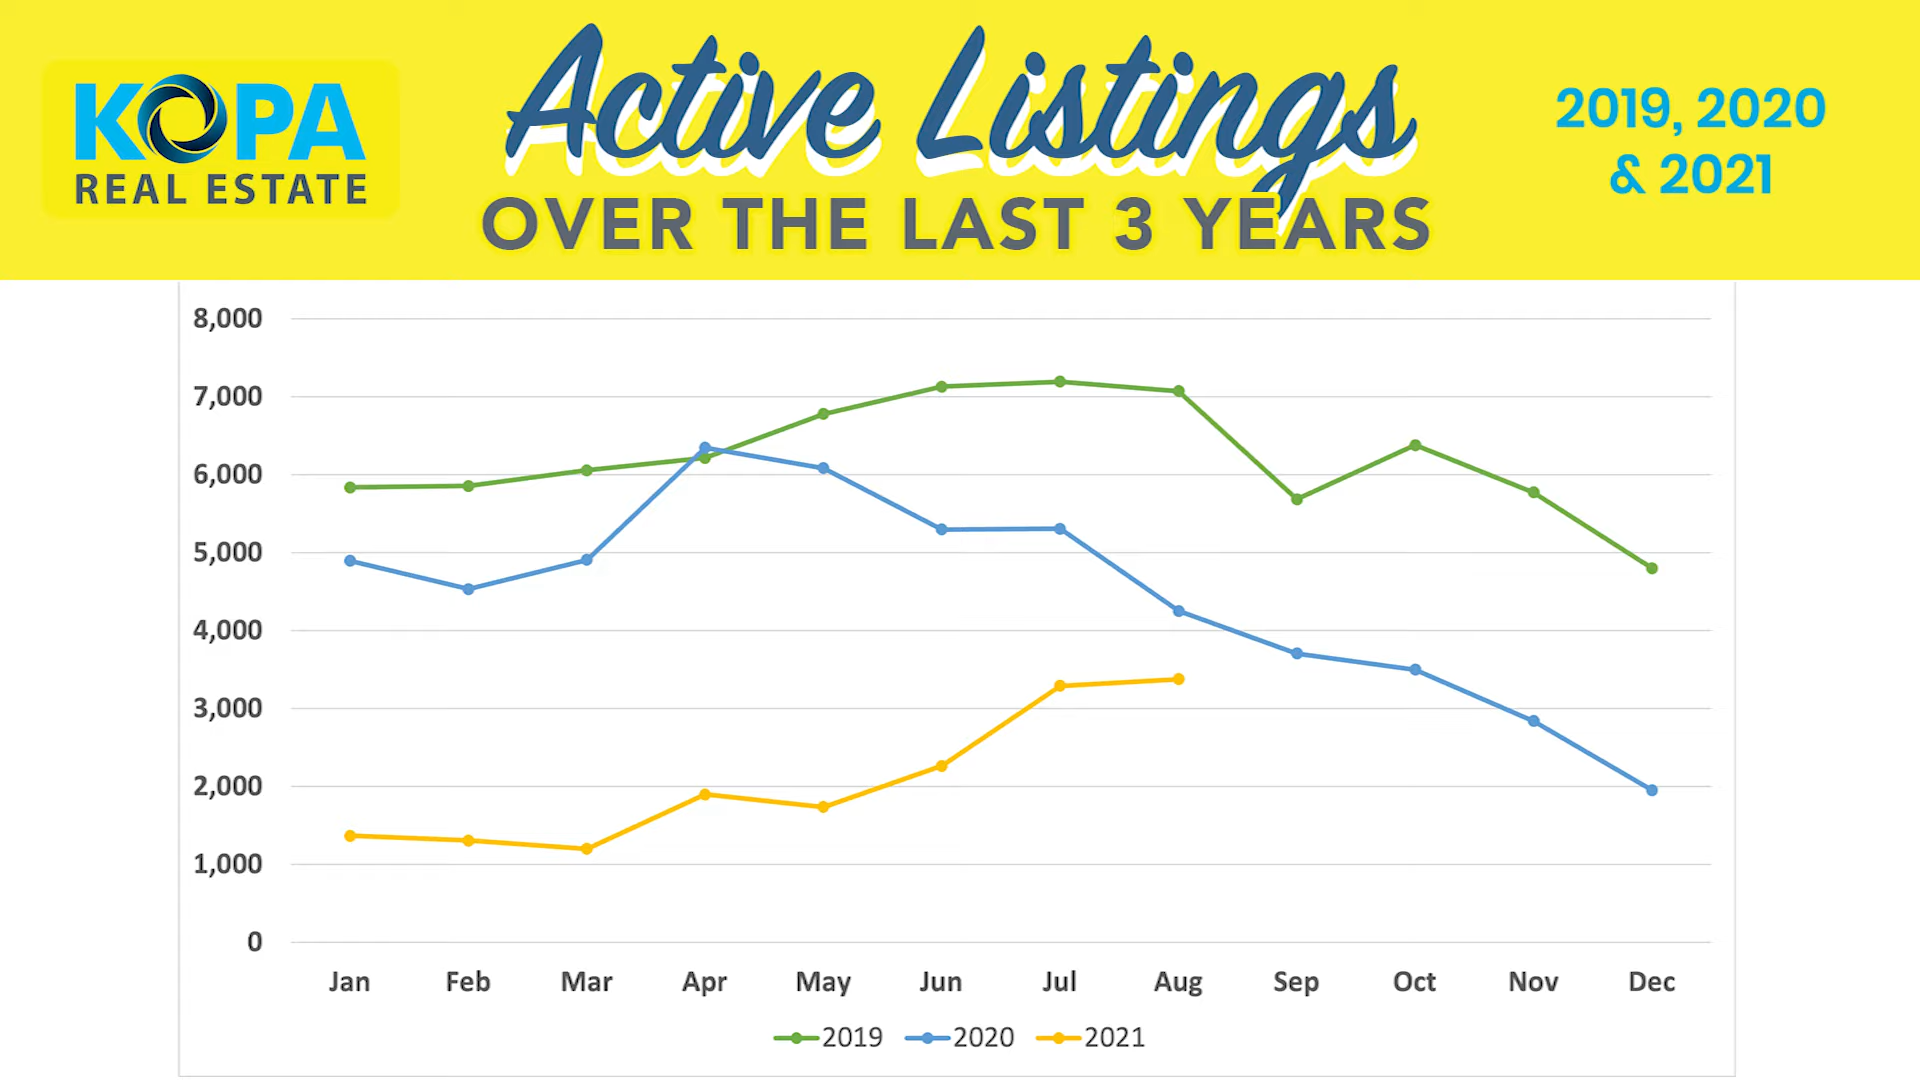 KOPA
REAL ESTATE
Active Listings
OVER THE LAST 3 YEARS
2019, 2020
& 2021
8,000
7,000
6,000
5,000
4,000
3,000
2,000
1,000
0
Jan Feb Mar Apr May Jun Jul Aug Sep Oct Nov Dec
2019 2020 2021